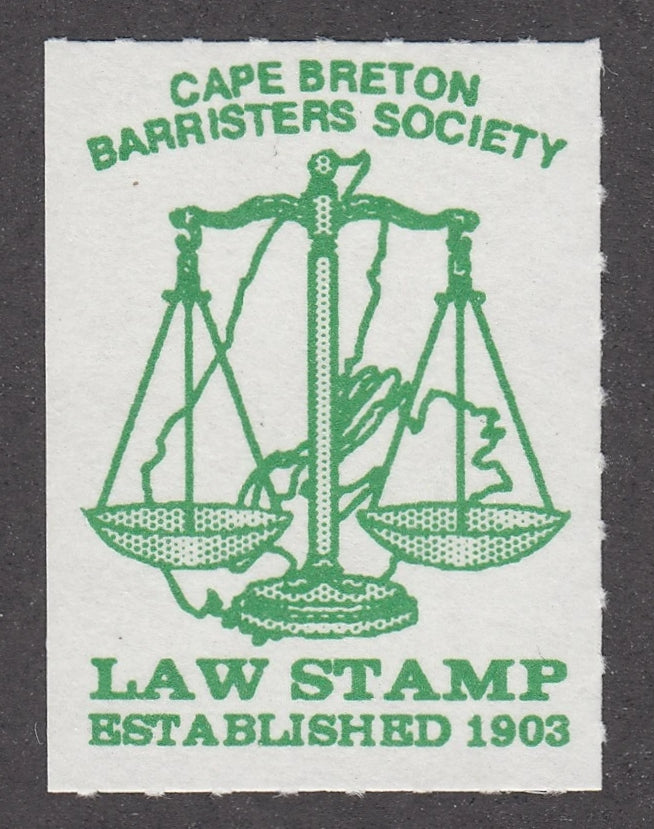 CAPE BRETON
BARRISTERS SOCIETY
LAW STAMP
ESTABLISHED 1903